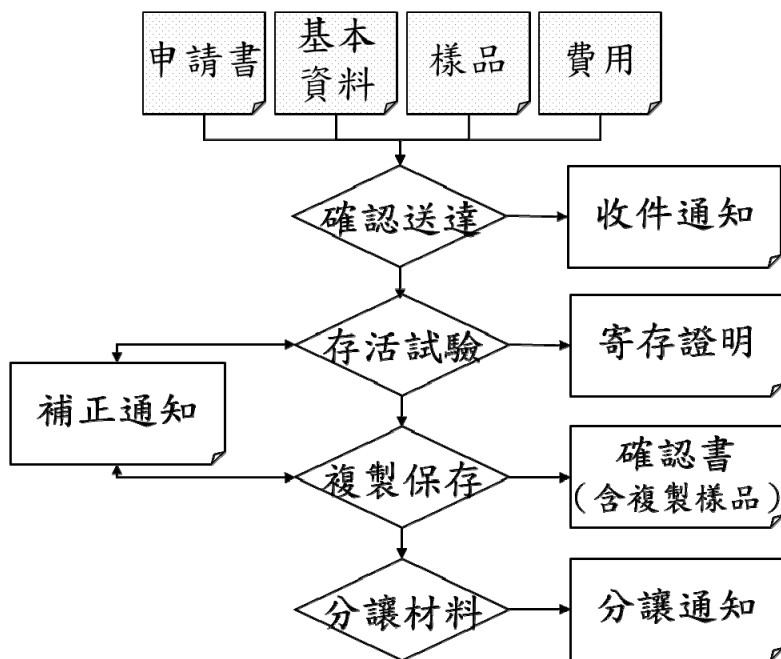 申請書
基本
資料
樣品
費用
確認送達
收件通知
存活試驗
寄存證明
補正通知
複製保存
確認書
(含複製樣品)
分讓材料
分讓通知